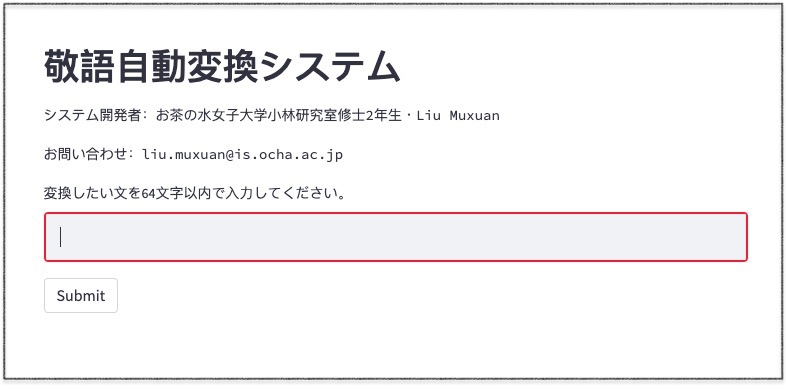 敬語自動変換システム
システム開発者: お茶の水女子大学小林研究室修士2年生・Liu Muxuan
お問い合わせ: liu.muxuan@is.ocha.ac.jp
変換したい文を64文字以内で入力してください。
Submit